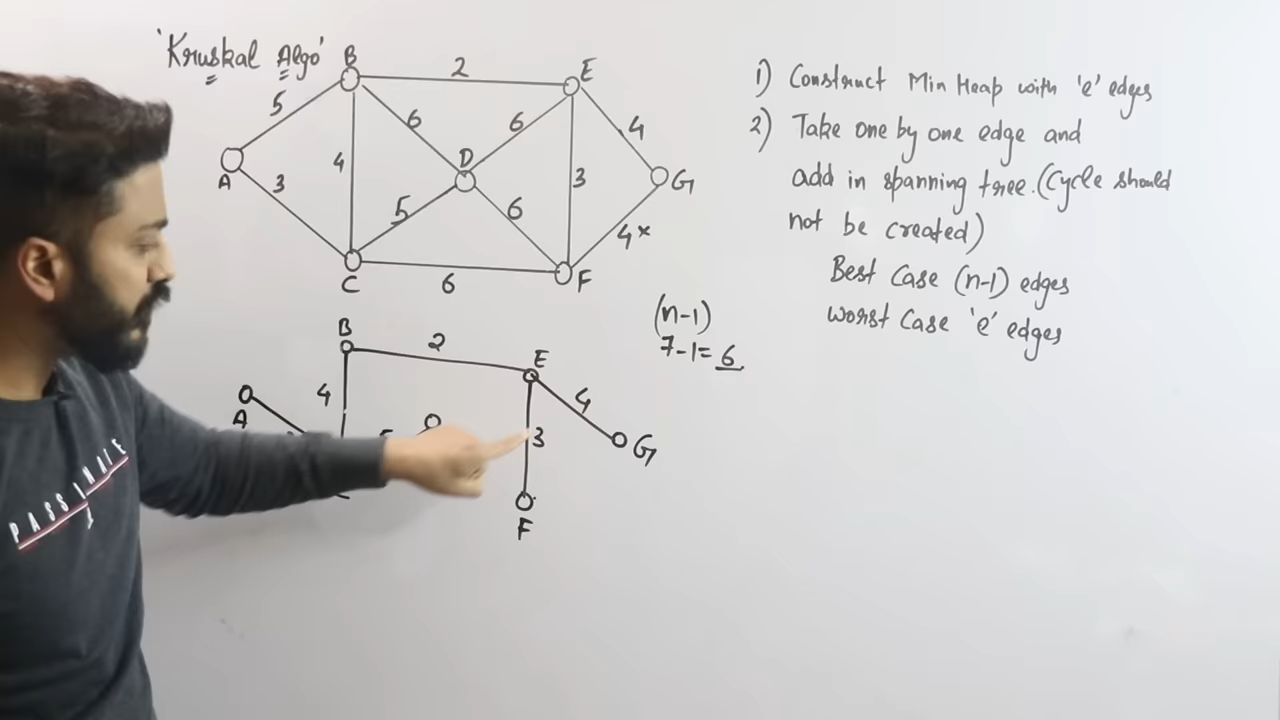 'Kruskal Algo'
B
2
E
5
6
6
4
A
3
4
D
3
G
5
6
4×
C
6
F
1) Construct Min Heap with 'e' edges
2) Take one by one edge and
add in spanning tree. (Cycle should
not be created)
Best Case (n-1) edges
worst Case 'e' edges
(n-1)
7-1=6
B
2
E
4
4
A
3
G
F
PASSINATE